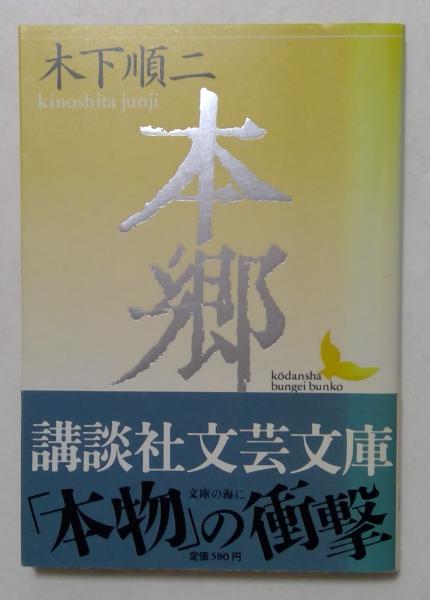 木下順二
kinoshita junji
本郷
kōdansha
bungei bunko
講談社文芸文庫
文庫の海に
「本物」の衝撃
定価580円